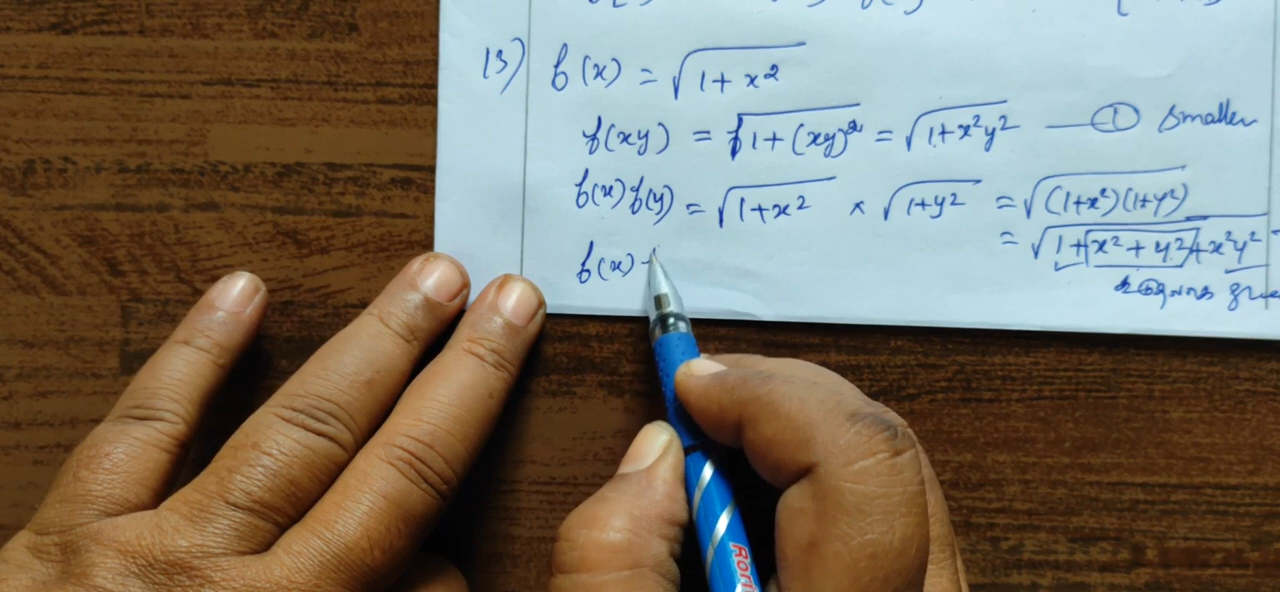 13) f(x) = √(1+x²)
f(xy) = √(1+(xy)²) = √(1+x²y²) — ① Smaller
f(x) f(y) = √(1+x²) × √(1+y²) = √((1+x²)(1+y²))
= √(1+x²+y²+x²y²)
f(x) -